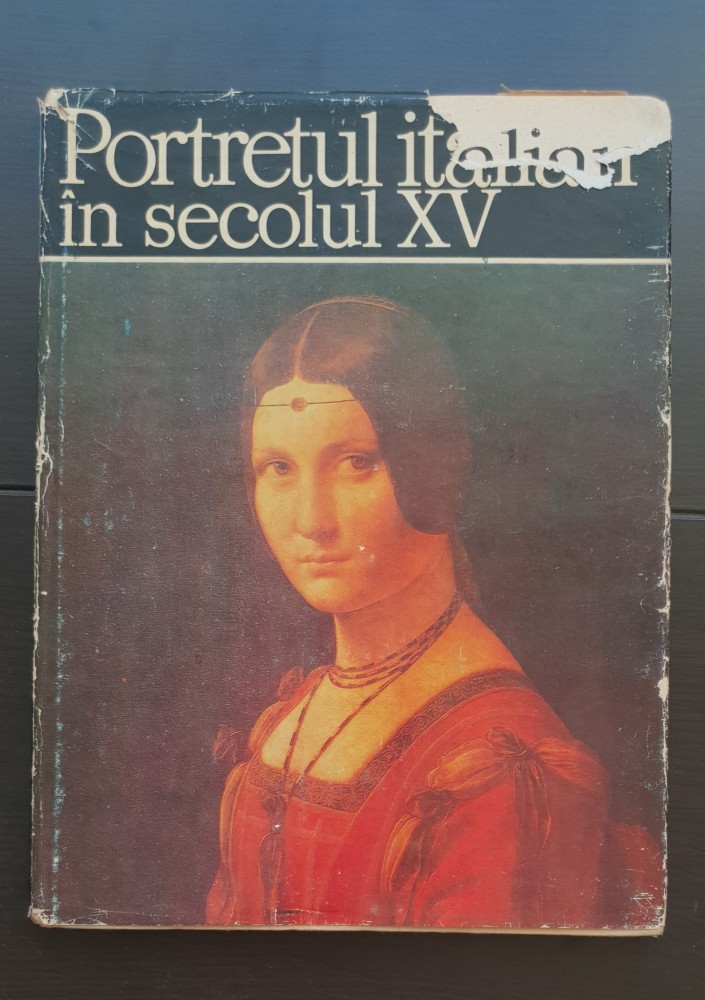 Portretul italian
în secolul XV